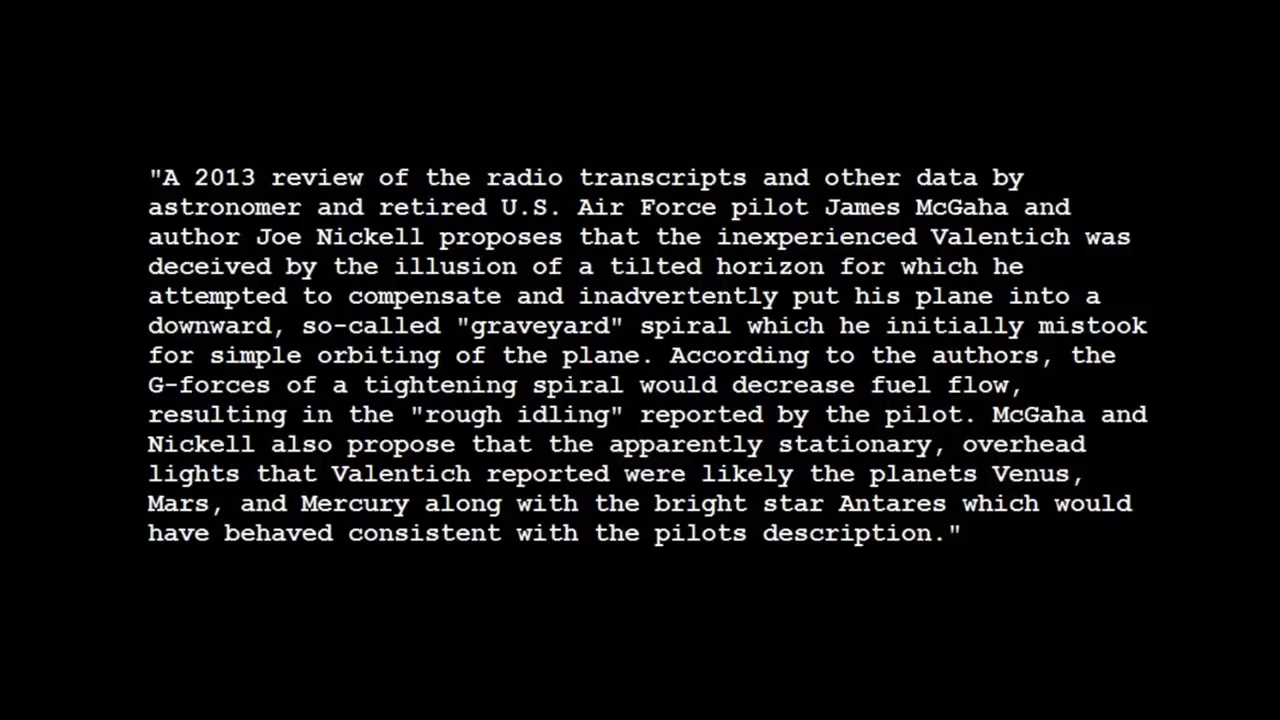 "A 2013 review of the radio transcripts and other data by
astronomer and retired U.S. Air Force pilot James McGaha and
author Joe Nickell proposes that the inexperienced Valentich was
deceived by the illusion of a tilted horizon for which he
attempted to compensate and inadvertently put his plane into a
downward, so-called "graveyard" spiral which he initially mistook
for simple orbiting of the plane. According to the authors, the
G-forces of a tightening spiral would decrease fuel flow,
resulting in the "rough idling" reported by the pilot. McGaha and
Nickell also propose that the apparently stationary, overhead
lights that Valentich reported were likely the planets Venus,
Mars, and Mercury along with the bright star Antares which would
have behaved consistent with the pilots description."